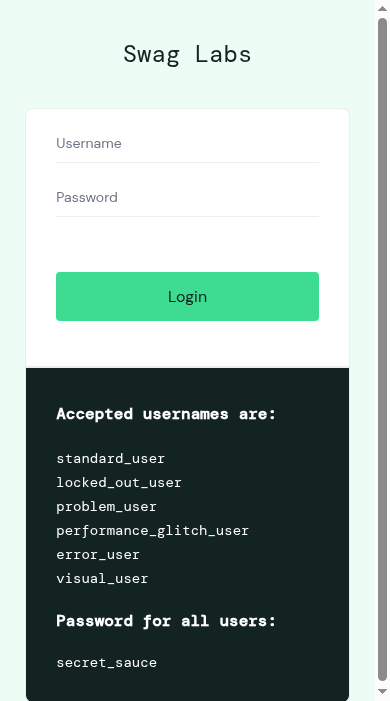 Swag Labs
Username
Password
Login
Accepted usernames are:
standard_user
locked_out_user
problem_user
performance_glitch_user
error_user
visual_user
Password for all users:
secret_sauce